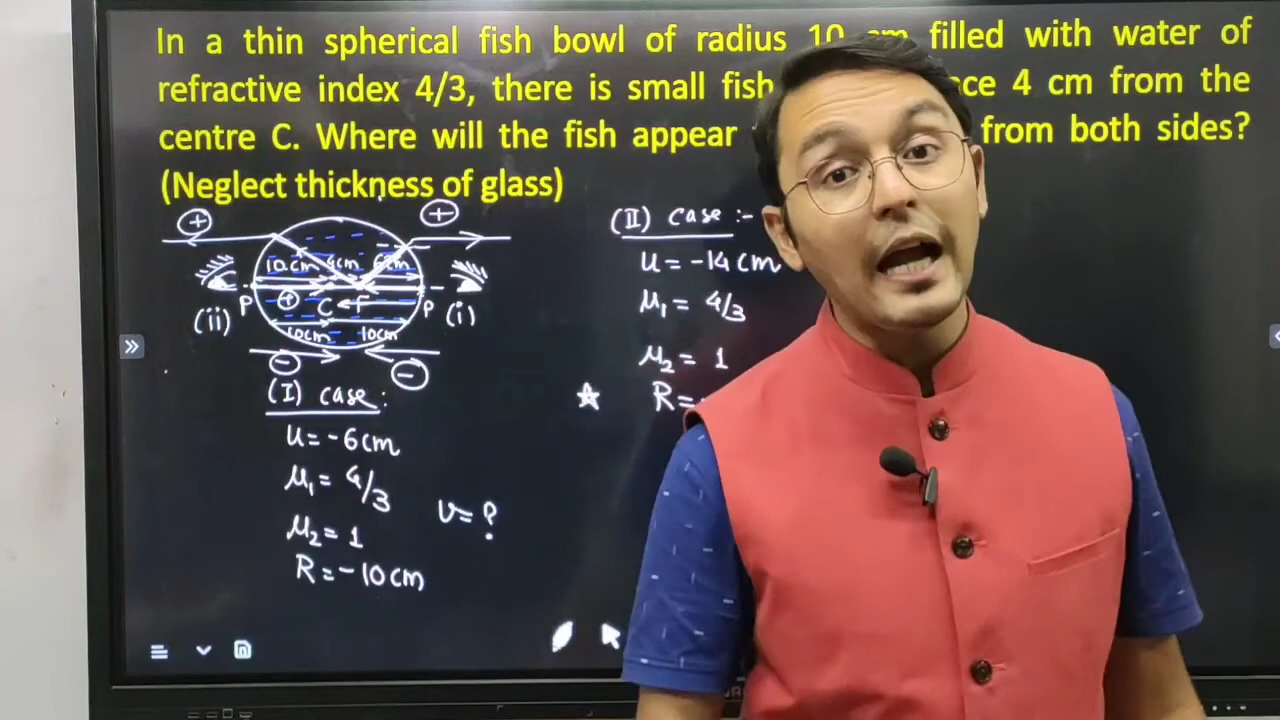 In a thin spherical fish bowl of radius 10 cm filled with water of
refractive index 4/3, there is small fish 4 cm from the
centre C. Where will the fish appear from both sides?
(Neglect thickness of glass)
+ +
10cm 4cm 6cm
P + C F P
(ii) (i)
10cm 10cm
- -
(I) case:
u = -6cm
μ₁ = 4/3
μ₂ = 1
R = -10cm
v = ?
(II) case :-
u = -14cm
μ₁ = 4/3
μ₂ = 1
R = -